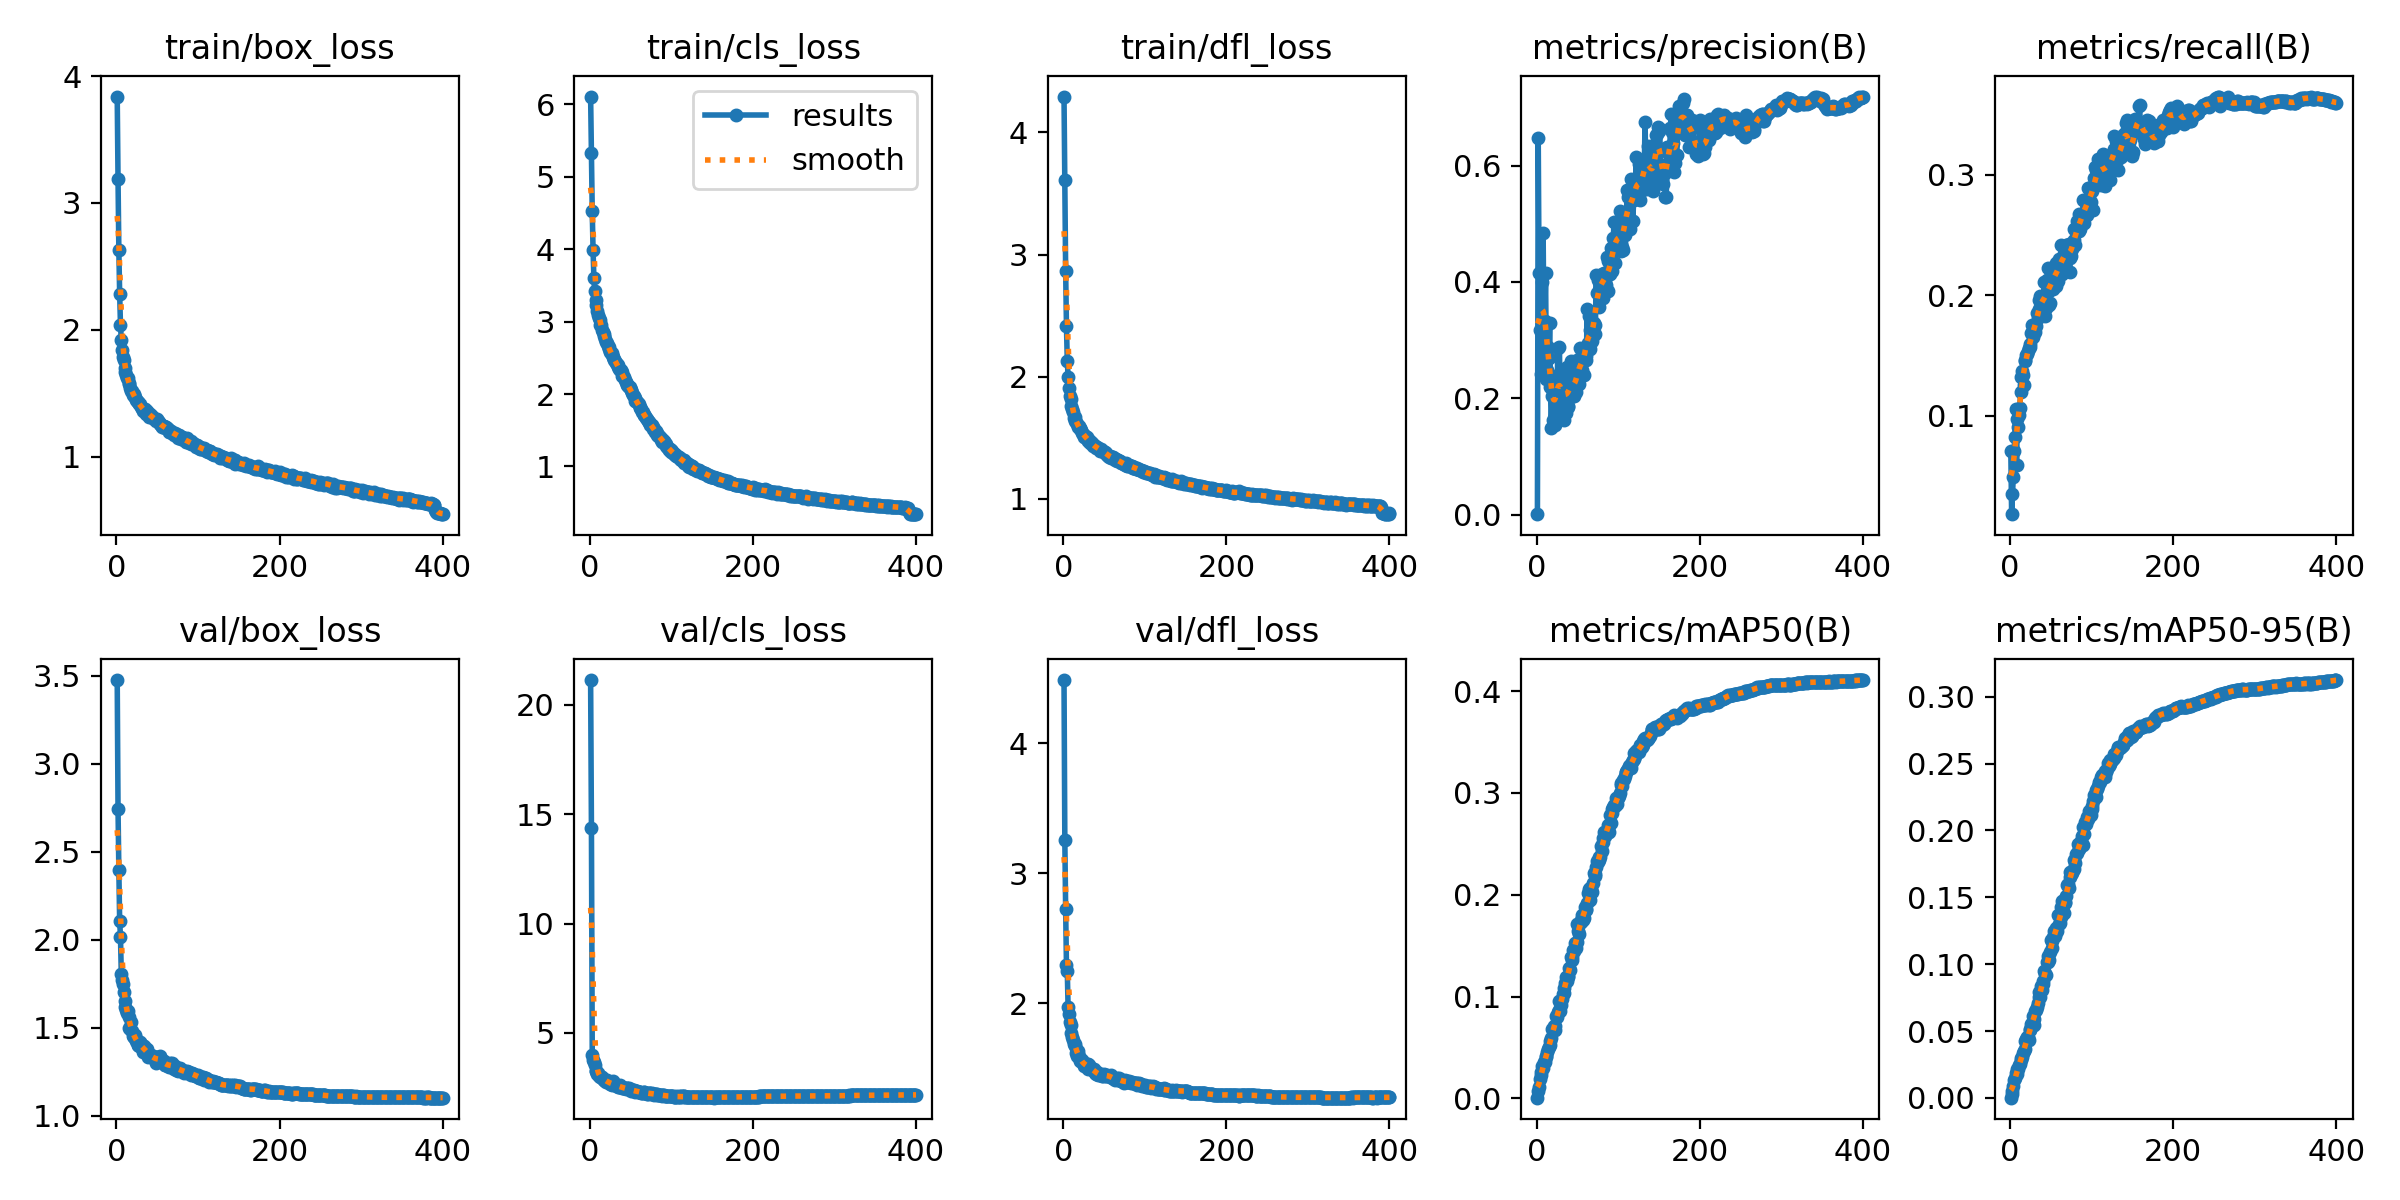 train/box_loss
4
3
2
1
0 200 400
train/cls_loss
6
5
4
3
2
1
0 200 400
results
smooth
train/dfl_loss
4
3
2
1
0 200 400
metrics/precision(B)
0.6
0.4
0.2
0.0
0 200 400
metrics/recall(B)
0.3
0.2
0.1
0 200 400
val/box_loss
3.5
3.0
2.5
2.0
1.5
1.0
0 200 400
val/cls_loss
20
15
10
5
0 200 400
val/dfl_loss
4
3
2
0 200 400
metrics/mAP50(B)
0.4
0.3
0.2
0.1
0.0
0 200 400
metrics/mAP50-95(B)
0.30
0.25
0.20
0.15
0.10
0.05
0.00
0 200 400